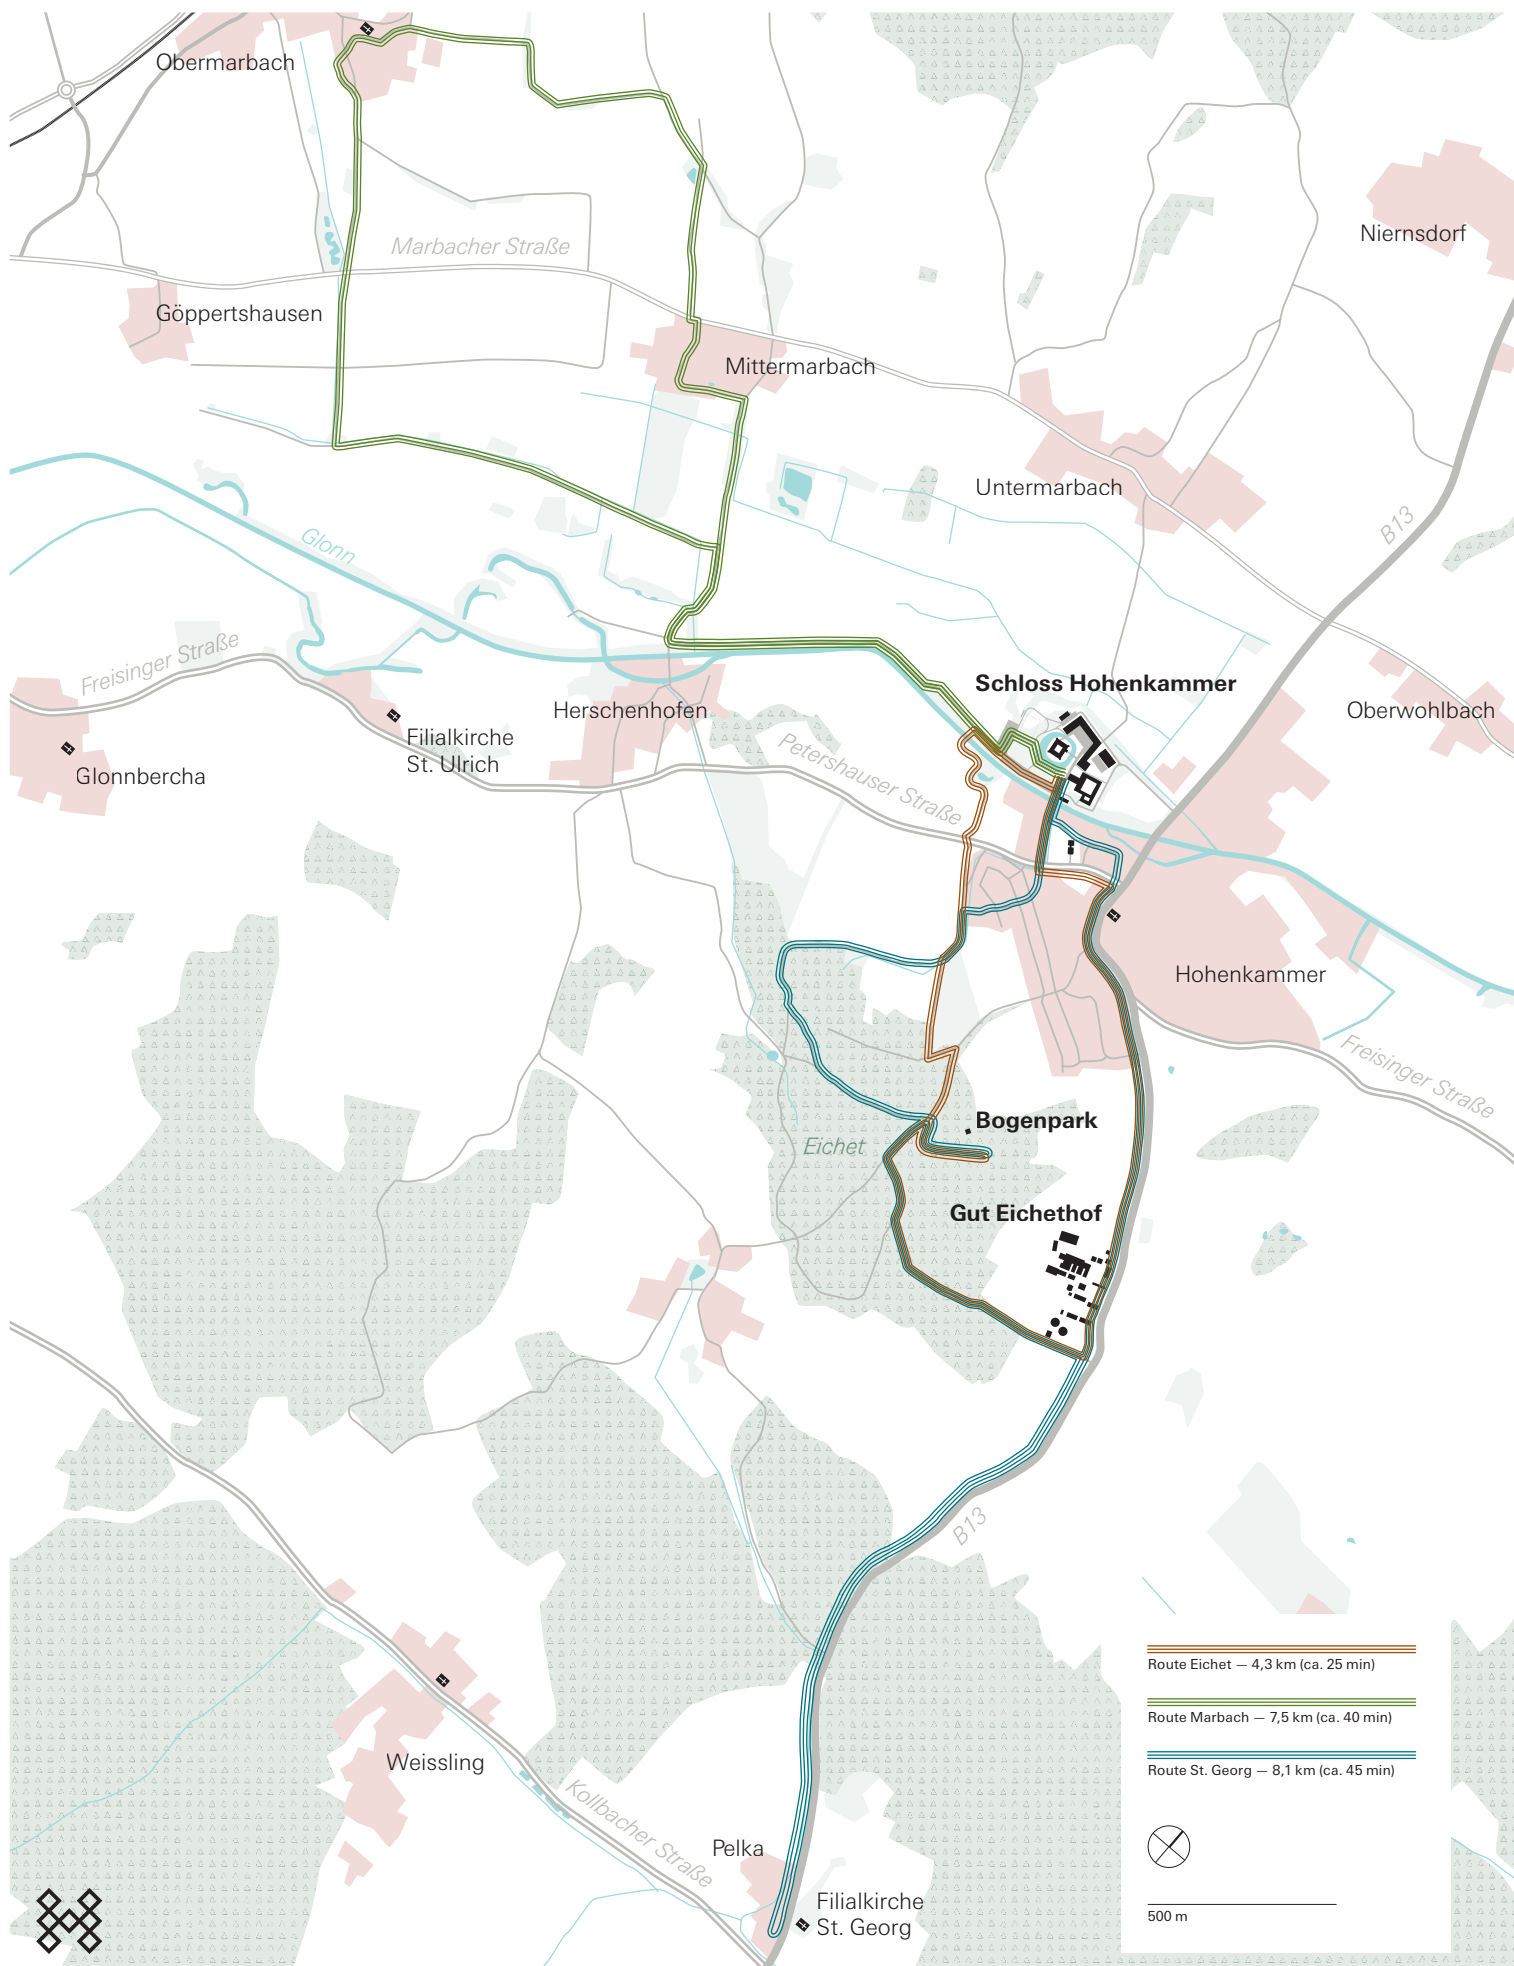 Obermarbach
Niernsdorf
Marbacher Straße
Göppertshausen
Mittermarbach
Untermarbach
B13
Glonn
Freisinger Straße
Schloss Hohenkammer
Herschenhofen
Oberwohlbach
Filialkirche
St. Ulrich
Petershauser Straße
Glonnbercha
Hohenkammer
Freisinger Straße
Bogenpark
Eichet
Gut Eichethof
B13
Route Eichet — 4,3 km (ca. 25 min)
Route Marbach — 7,5 km (ca. 40 min)
Weissling
Route St. Georg — 8,1 km (ca. 45 min)
Kollbacher Straße
Pelka
Filialkirche
St. Georg
500 m